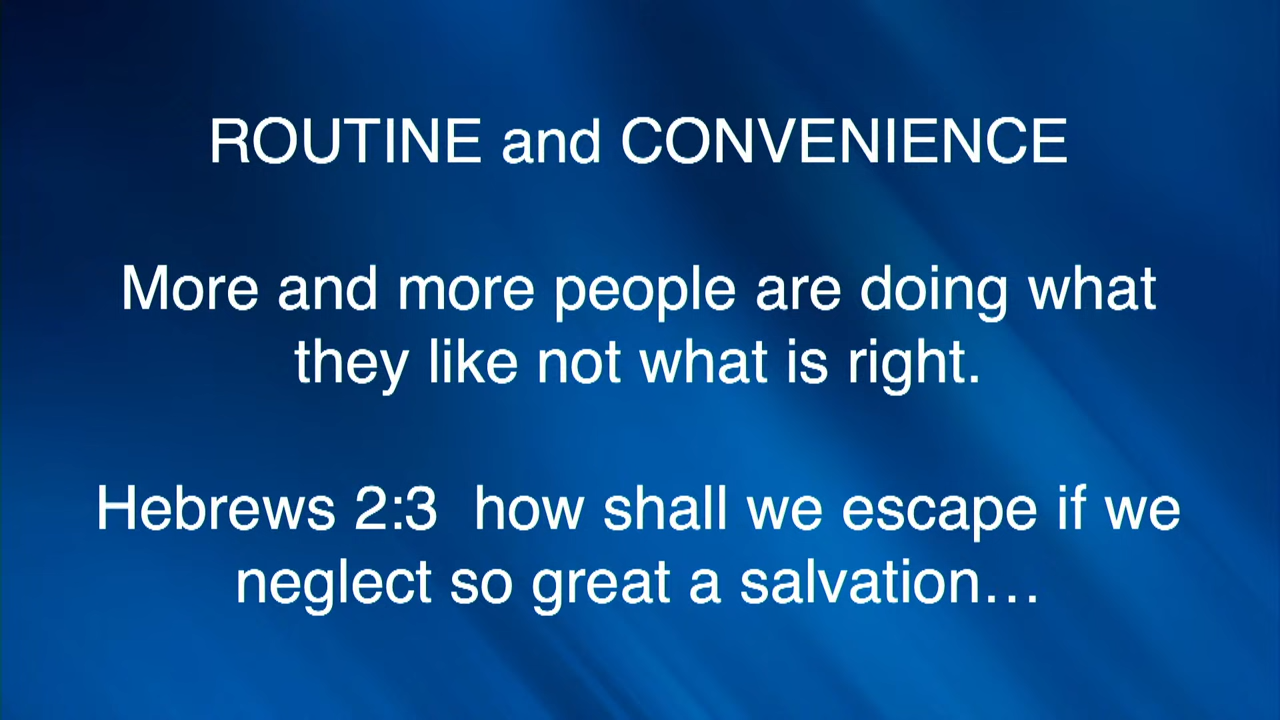 ROUTINE and CONVENIENCE
More and more people are doing what
they like not what is right.
Hebrews 2:3  how shall we escape if we
neglect so great a salvation…